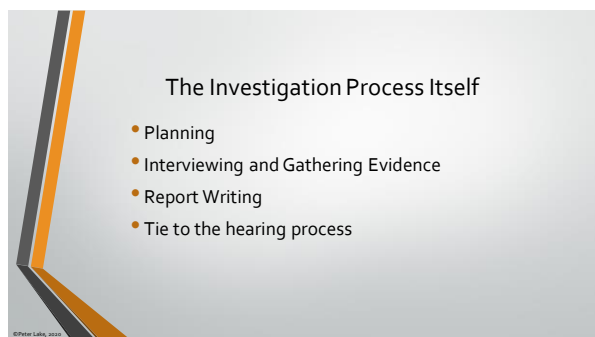 The Investigation Process Itself
• Planning
• Interviewing and Gathering Evidence
• Report Writing
• Tie to the hearing process
©Peter Lake, 2020